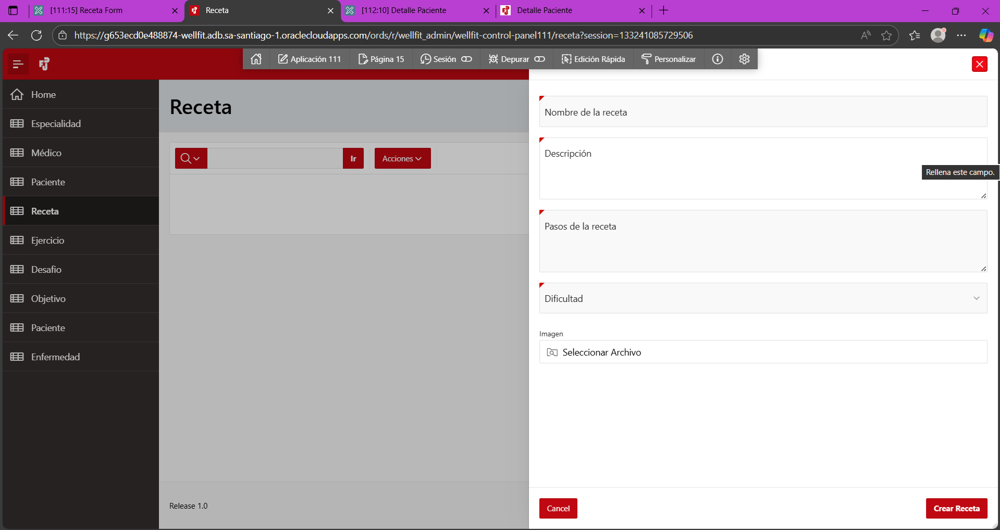 [111:15] Receta Form
Receta
[112:10] Detalle Paciente
Detalle Paciente
https://g653ecd0e488874-wellfit.adb.sa-santiago-1.oraclecloudapps.com/ords/r/wellfit_admin/wellfit-control-panel111/receta?session=133241085729506
Aplicación 111
Página 15
Sesión
Depurar
Edición Rápida
Personalizar
Home
Especialidad
Médico
Paciente
Receta
Ejercicio
Desafio
Objetivo
Paciente
Enfermedad
Receta
Ir
Acciones
Release 1.0
Nombre de la receta
Descripción
Rellena este campo.
Pasos de la receta
Dificultad
Imagen
Seleccionar Archivo
Cancel
Crear Receta